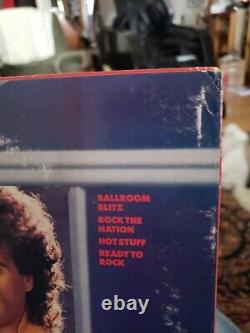 BALLROOM
BLITZ
ROCK THE
NATION
HOT STUFF
READY TO
ROCK